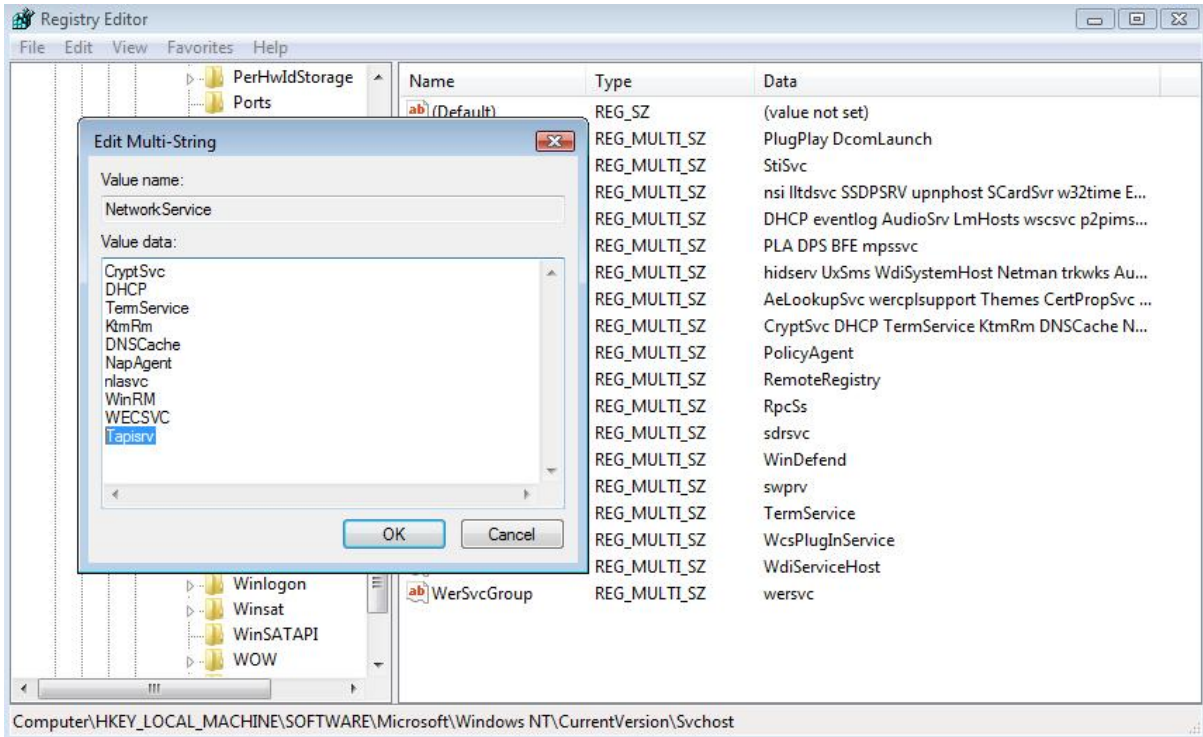 Registry Editor
File Edit View Favorites Help
PerHwIdStorage
Ports
Name Type Data
(Default) REG_SZ (value not set)
REG_MULTI_SZ PlugPlay DcomLaunch
REG_MULTI_SZ StiSvc
REG_MULTI_SZ nsi lltdsvc SSDPSRV upnphost SCardSvr w32time E...
REG_MULTI_SZ DHCP eventlog AudioSrv LmHosts wscsvc p2pims...
REG_MULTI_SZ PLA DPS BFE mpssvc
REG_MULTI_SZ hidserv UxSms WdiSystemHost Netman trkwks Au...
REG_MULTI_SZ AeLookupSvc wercplsupport Themes CertPropSvc ...
REG_MULTI_SZ CryptSvc DHCP TermService KtmRm DNSCache N...
REG_MULTI_SZ PolicyAgent
REG_MULTI_SZ RemoteRegistry
REG_MULTI_SZ RpcSs
REG_MULTI_SZ sdrsvc
REG_MULTI_SZ WinDefend
REG_MULTI_SZ swprv
REG_MULTI_SZ TermService
REG_MULTI_SZ WcsPlugInService
REG_MULTI_SZ WdiServiceHost
WerSvcGroup REG_MULTI_SZ wersvc
Edit Multi-String
Value name:
NetworkService
Value data:
CryptSvc
DHCP
TermService
KtmRm
DNSCache
NapAgent
nlasvc
WinRM
WECSVC
Tapisrv
OK Cancel
Winlogon
Winsat
WinSATAPI
WOW
Computer\HKEY_LOCAL_MACHINE\SOFTWARE\Microsoft\Windows NT\CurrentVersion\Svchost